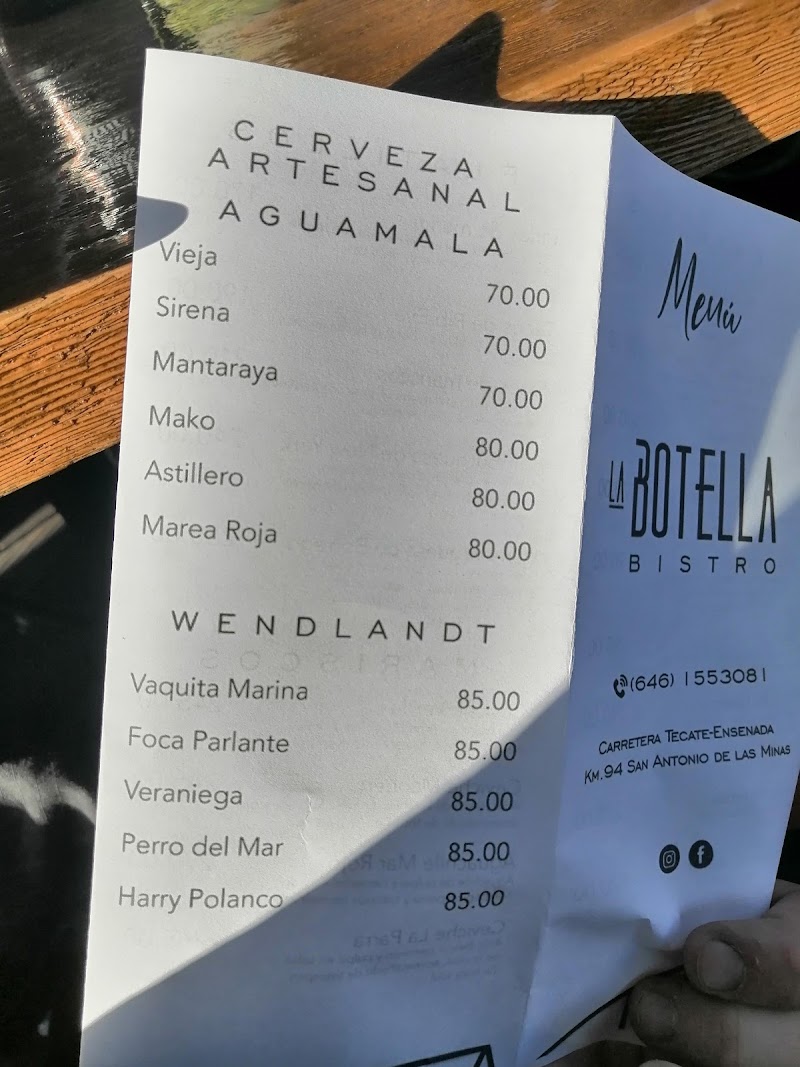 CERVEZA
ARTESANAL
AGUAMALA
Vieja 70.00
Sirena 70.00
Mantaraya 70.00
Mako 80.00
Astillero 80.00
Marea Roja 80.00
WENDLANDT
Vaquita Marina 85.00
Foca Parlante 85.00
Veraniega 85.00
Perro del Mar 85.00
Harry Polanco 85.00
Menú
LA BOTELLA
BISTRO
(646) 1553081
CARRETERA TECATE-ENSENADA
KM.94 SAN ANTONIO DE LAS MINAS